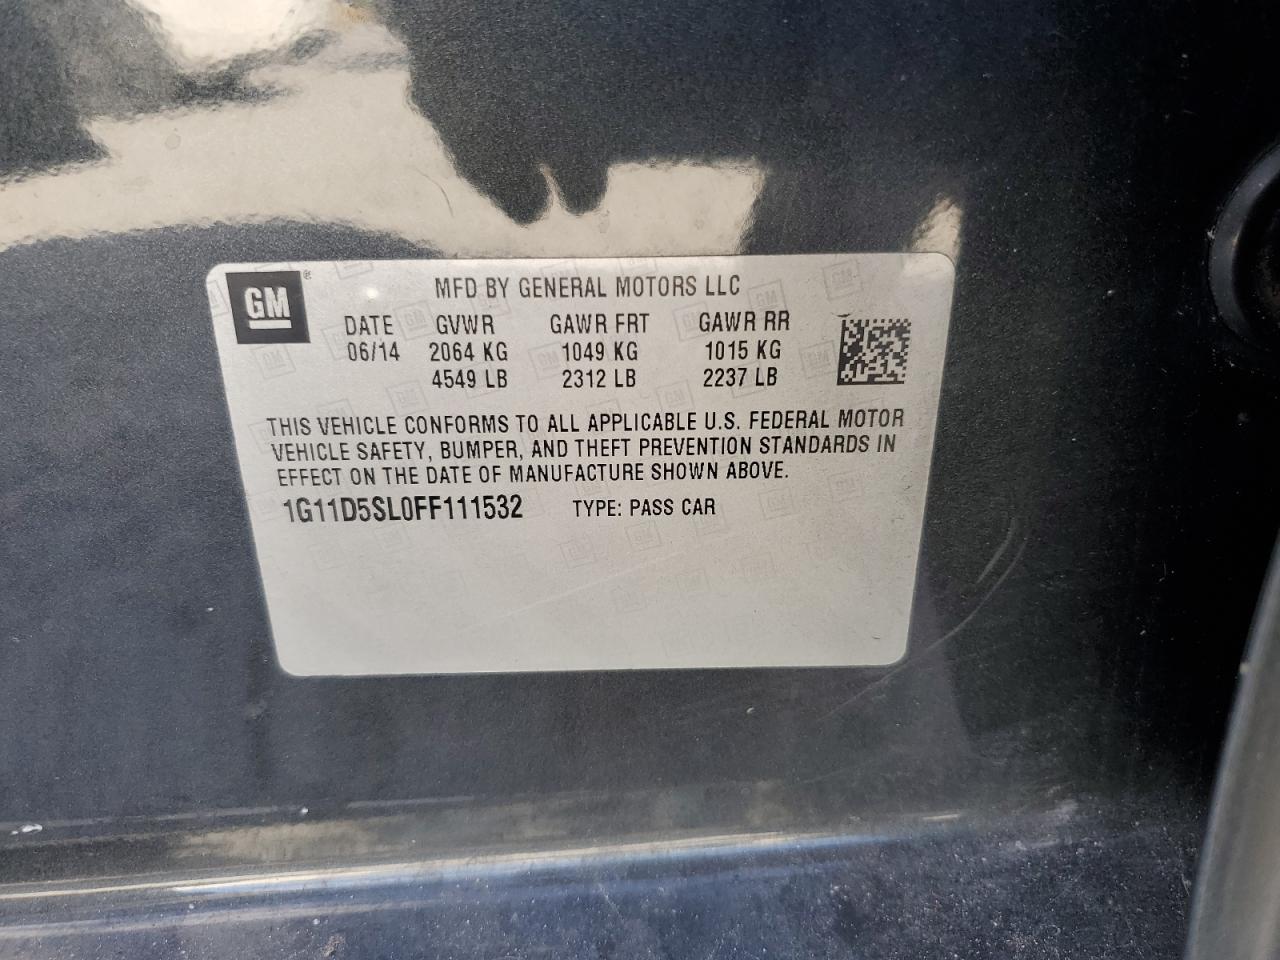 GM ® MFD BY GENERAL MOTORS LLC
DATE GVWR GAWR FRT GAWR RR
06/14 2064 KG 1049 KG 1015 KG
4549 LB 2312 LB 2237 LB
THIS VEHICLE CONFORMS TO ALL APPLICABLE U.S. FEDERAL MOTOR
VEHICLE SAFETY, BUMPER, AND THEFT PREVENTION STANDARDS IN
EFFECT ON THE DATE OF MANUFACTURE SHOWN ABOVE.
1G11D5SL0FF111532 TYPE: PASS CAR